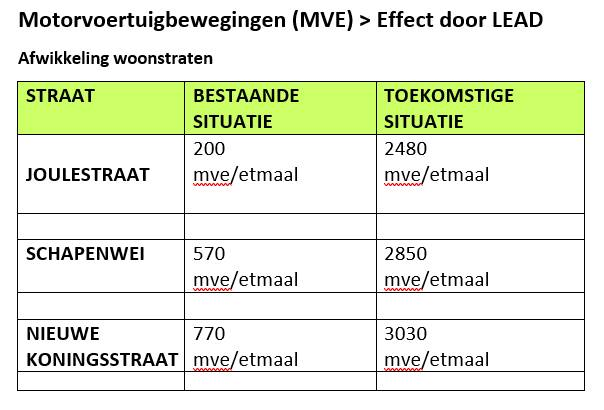 Motorvoertuigbewegingen (MVE) > Effect door LEAD
Afwikkeling woonstraten
STRAAT
BESTAANDE
SITUATIE
TOEKOMSTIGE
SITUATIE
JOULESTRAAT
200
mve/etmaal
2480
mve/etmaal
SCHAPENWEI
570
mve/etmaal
2850
mve/etmaal
NIEUWE
KONINGSSTRAAT
770
mve/etmaal
3030
mve/etmaal